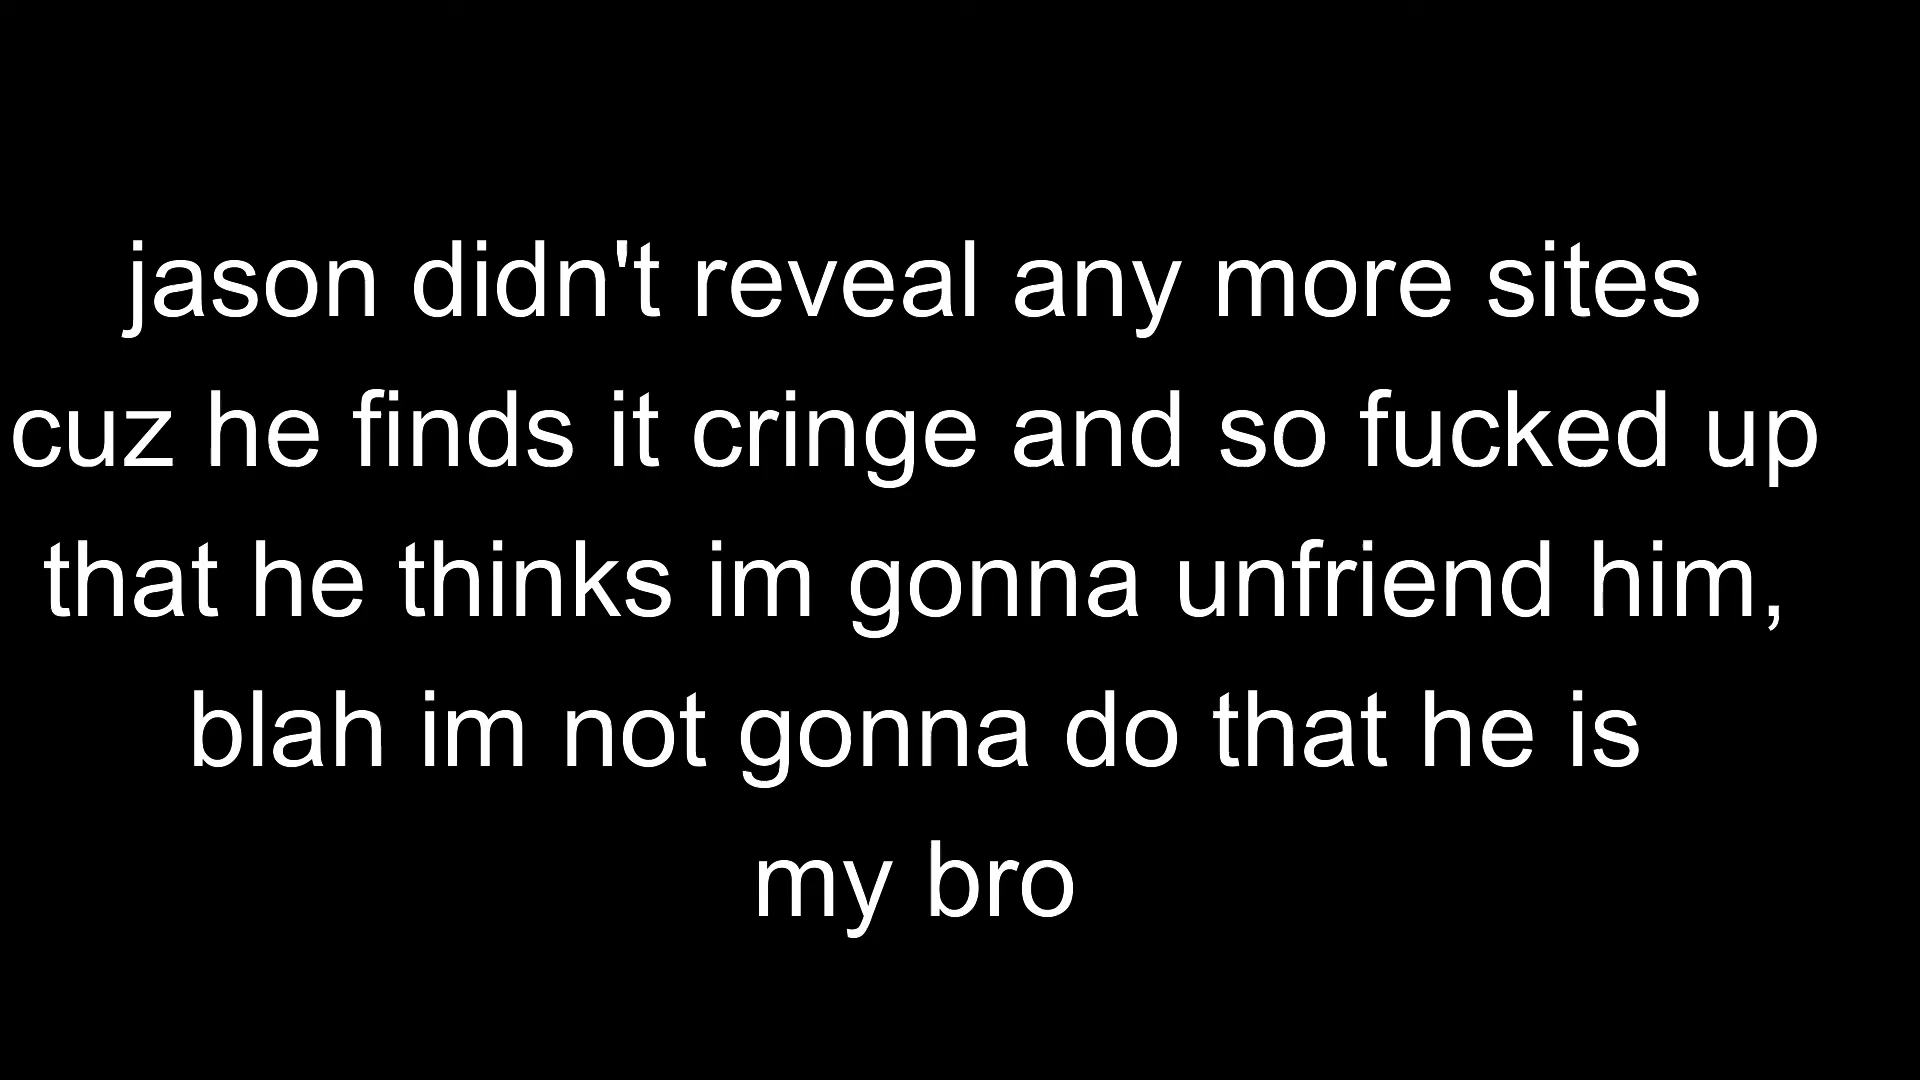 jason didn't reveal any more sites
cuz he finds it cringe and so fucked up
that he thinks im gonna unfriend him,
blah im not gonna do that he is
my bro